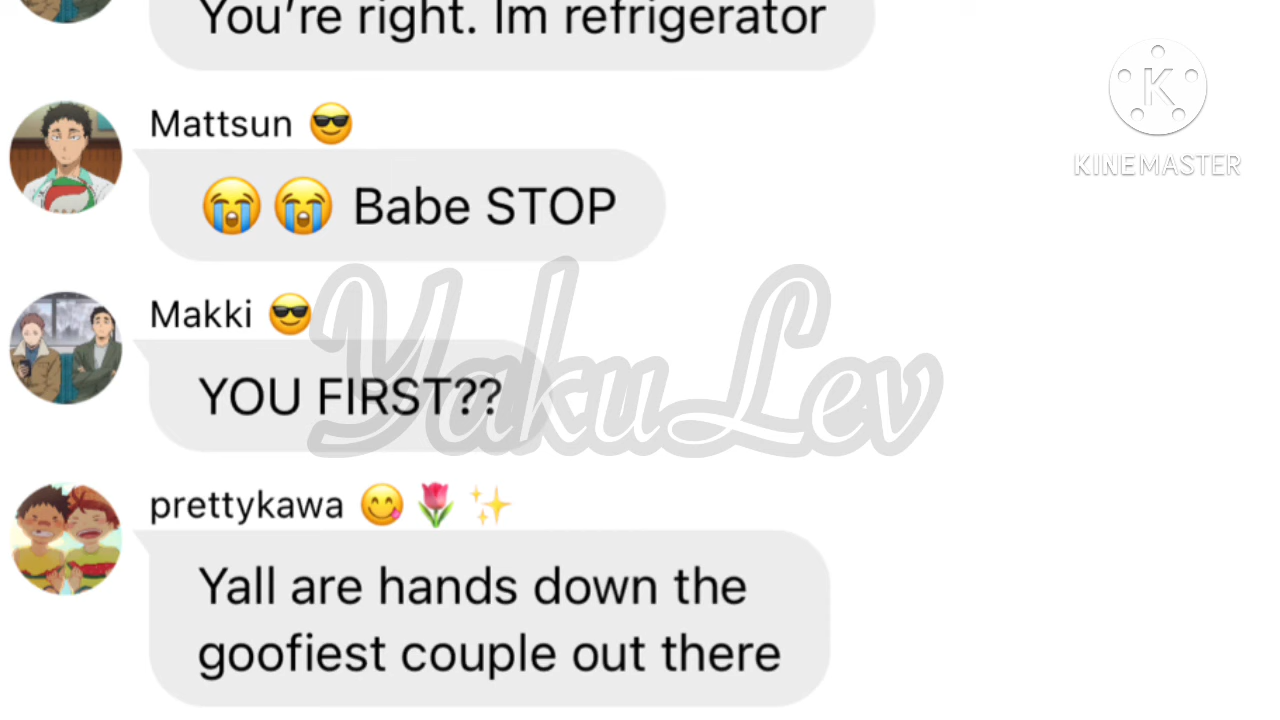 You're right. Im refrigerator
Mattsun 😎
😭😭 Babe STOP
Makki 😎
YOU FIRST??
prettykawa 😋🌷✨
Yall are hands down the
goofiest couple out there
K
KINEMASTER
YakuLev